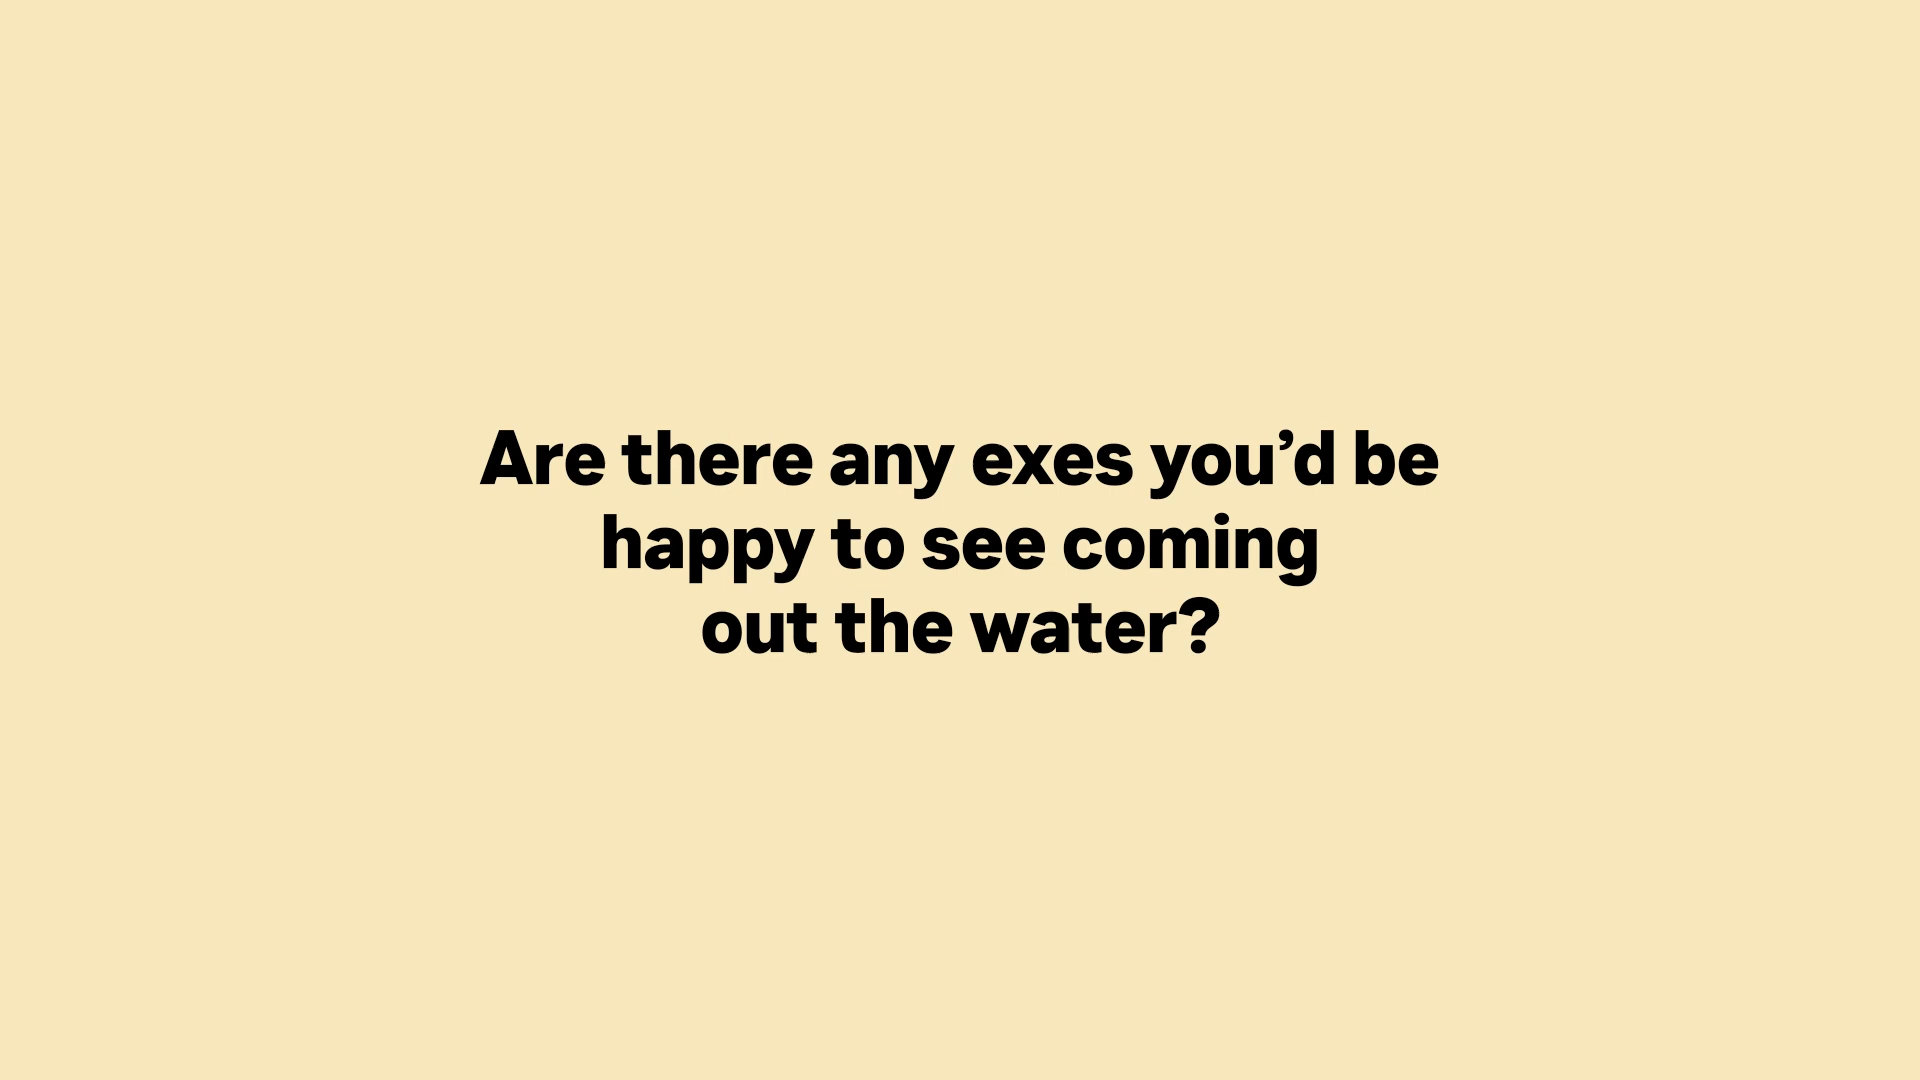 Are there any exes you’d be
happy to see coming
out the water?